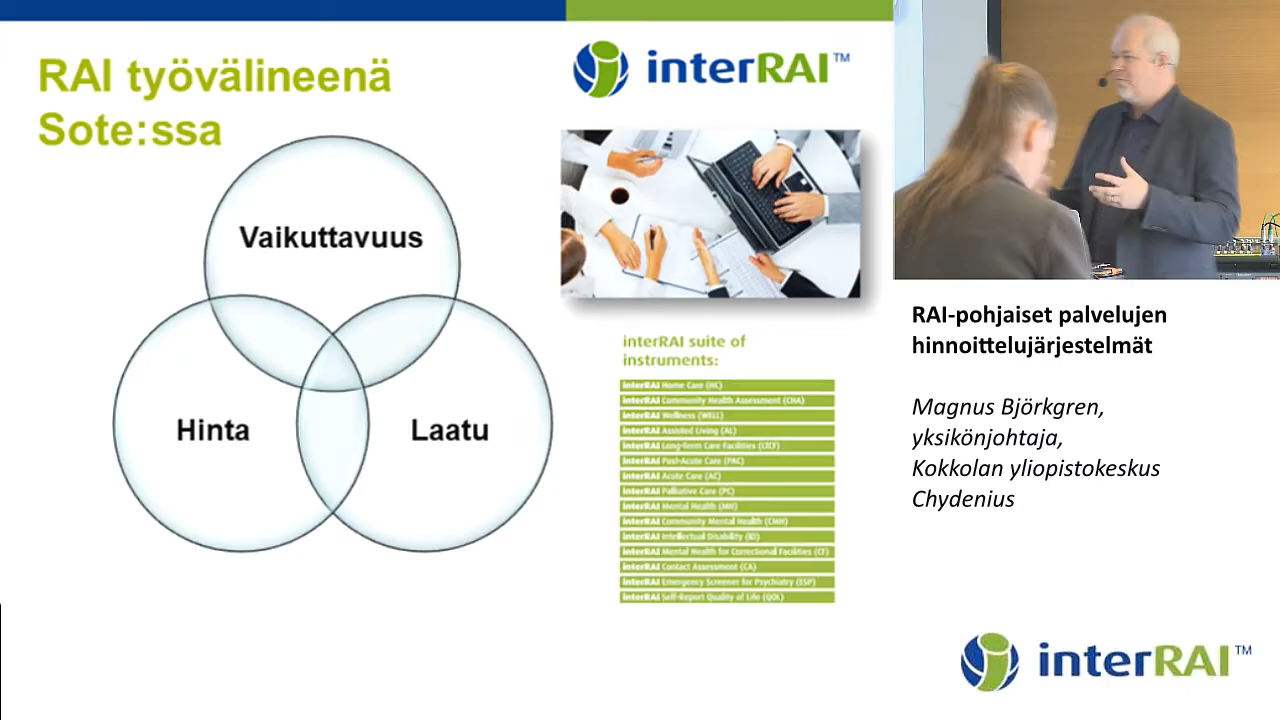 RAI työvälineenä
Sote:ssa
interRAI™
Vaikuttavuus
Hinta
Laatu
interRAI suite of
instruments:
interRAI Home Care (HC)
interRAI Community Health Assessment (CHA)
interRAI Wellness (WELL)
interRAI Assisted Living (AL)
interRAI Long-Term Care Facilities (LTCF)
interRAI Post-Acute Care (PAC)
interRAI Acute Care (AC)
interRAI Palliative Care (PC)
interRAI Mental Health (MH)
interRAI Community Mental Health (CMH)
interRAI Intellectual Disability (ID)
interRAI Mental Health for Correctional Facilities (CF)
interRAI Contact Assessment (CA)
interRAI Emergency Screener for Psychiatry (ESP)
interRAI Self-Report Quality of Life (QOL)
RAI-pohjaiset palvelujen
hinnoittelujärjestelmät
Magnus Björkgren,
yksikönjohtaja,
Kokkolan yliopistokeskus
Chydenius
interRAI™